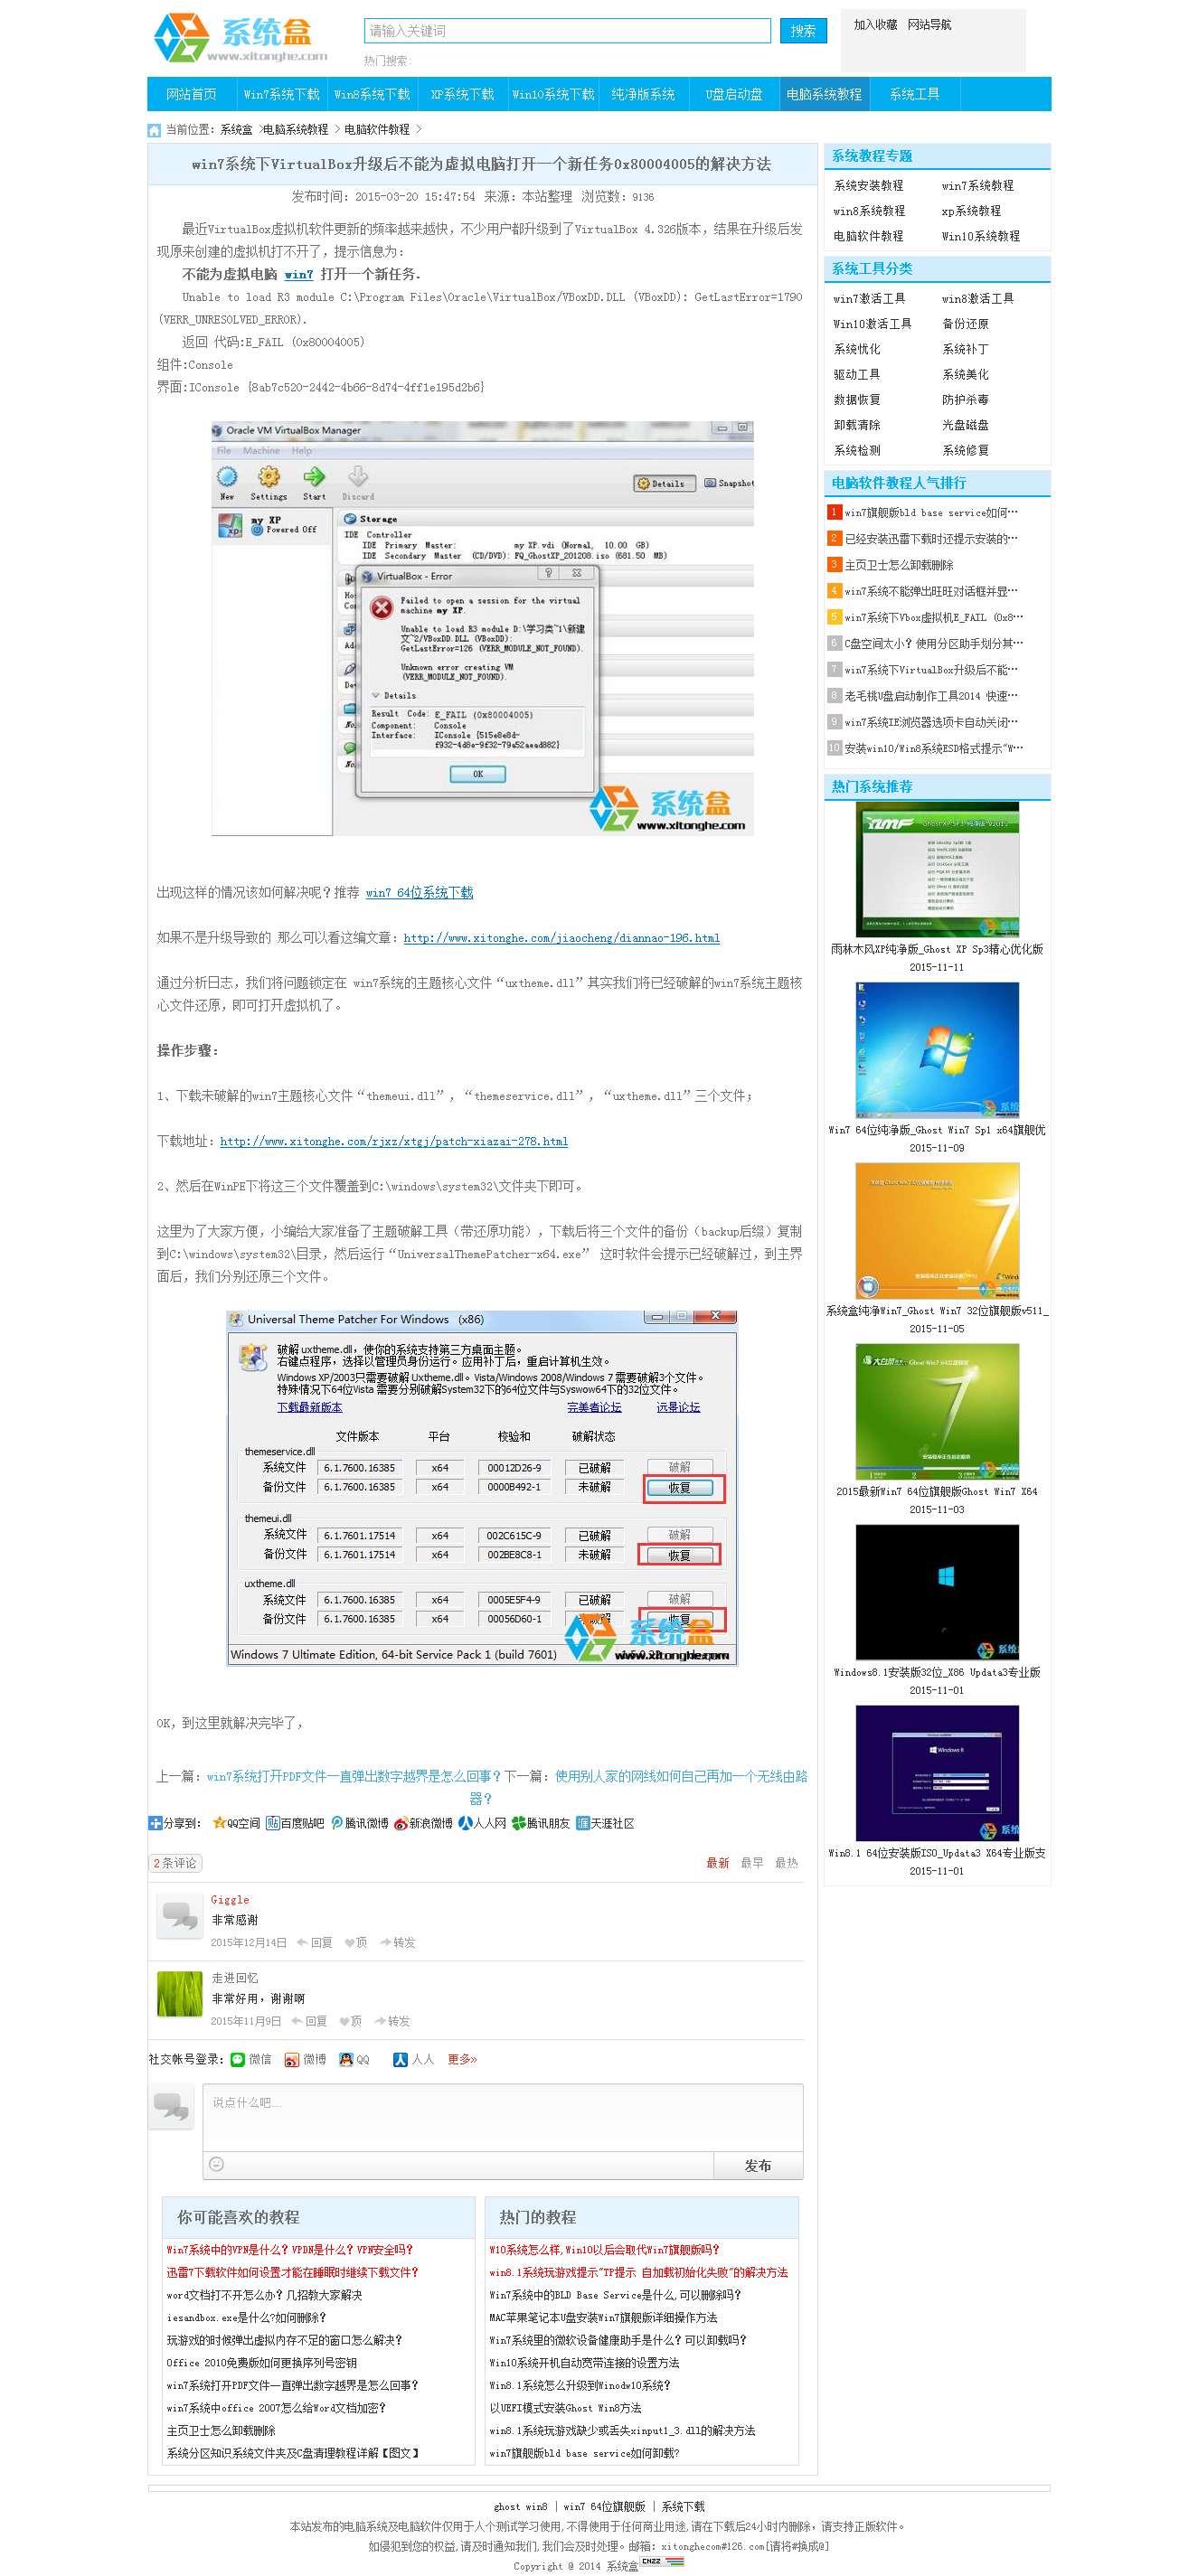 系统盒
www.xitonghe.com
请输入关键词
搜索
热门搜索:
加入收藏 网站导航
网站首页 Win7系统下载 Win8系统下载 XP系统下载 Win10系统下载 纯净版系统 U盘启动盘 电脑系统教程 系统工具
当前位置: 系统盒 >电脑系统教程 > 电脑软件教程 >
win7系统下VirtualBox升级后不能为虚拟电脑打开一个新任务0x80004005的解决方法
发布时间: 2015-03-20 15:47:54 来源: 本站整理 浏览数: 9136
最近VirtualBox虚拟机软件更新的频率越来越快, 不少用户都升级到了VirtualBox 4.326版本, 结果在升级后发
现原来创建的虚拟机打不开了, 提示信息为:
不能为虚拟电脑 win7 打开一个新任务.
Unable to load R3 module C:\Program Files\Oracle\VirtualBox/VBoxDD.DLL (VBoxDD): GetLastError=1790
(VERR_UNRESOLVED_ERROR).
返回 代码:E_FAIL (0x80004005)
组件:Console
界面:IConsole {8ab7c520-2442-4b66-8d74-4ff1e195d2b6}
Oracle VM VirtualBox Manager
File Machine Help
New Settings Start Discard
Details Snapshot
my XP
Powered Off
Storage
IDE Controller
IDE Primary Master: my XP.vdi (Normal, 10.00 GB)
IDE Secondary Master (CD/DVD): FQ_GhostXP_201208.iso (681.50 MB)
VirtualBox - Error
Failed to open a session for the virtual
machine my XP.
Unable to load R3 module D:\学习类~1\新建
文~2/VBoxDD.DLL (VBoxDD):
GetLastError=126 (VERR_MODULE_NOT_FOUND).
Unknown error creating VM
(VERR_MODULE_NOT_FOUND).
Details
Result Code: E_FAIL (0x80004005)
Component: Console
Interface: IConsole {515e8e8d-
f932-4d8e-9f32-79a52aead882}
OK
系统盒
www.xitonghe.com
出现这样的情况该如何解决呢? 推荐 win7 64位系统下载
如果不是升级导致的 那么可以看这编文章: http://www.xitonghe.com/jiaocheng/diannao-196.html
通过分析日志, 我们将问题锁定在 win7系统的主题核心文件“uxtheme.dll”其实我们将已经破解的win7系统主题核
心文件还原, 即可打开虚拟机了。
操作步骤:
1、下载未破解的win7主题核心文件“themeui.dll”, “themeservice.dll”, “uxtheme.dll”三个文件;
下载地址: http://www.xitonghe.com/rjxz/xtgj/patch-xiazai-278.html
2、然后在WinPE下将这三个文件覆盖到C:\windows\system32\文件夹下即可。
这里为了大家方便, 小编给大家准备了主题破解工具 (带还原功能) , 下载后将三个文件的备份 (backup后缀) 复制
到C:\windows\system32\目录, 然后运行“UniversalThemePatcher-x64.exe” 这时软件会提示已经破解过, 到主界
面后, 我们分别还原三个文件。
Universal Theme Patcher For Windows (x86)
破解 uxtheme.dll, 使你的系统支持第三方桌面主题。
右键点程序, 选择以管理员身份运行。应用补丁后, 重启计算机生效。
Windows XP/2003只需要破解 Uxtheme.dll。Vista/Windows 2008/Windows 7 需要破解3个文件。
特殊情况下64位Vista 需要分别破解System32下的64位文件与Syswow64下的32位文件。
下载最新版本 完美者论坛 远景论坛
文件版本 平台 校验和 破解状态
themeservice.dll
系统文件 6.1.7600.16385 x64 00012D26-9 已破解 破解
备份文件 6.1.7600.16385 x64 0000B492-1 未破解 恢复
themeui.dll
系统文件 6.1.7601.17514 x64 002C615C-9 已破解 破解
备份文件 6.1.7601.17514 x64 002BE8C8-1 未破解 恢复
uxtheme.dll
系统文件 6.1.7600.16385 x64 0005E5F4-9 已破解 破解
备份文件 6.1.7600.16385 x64 00056D60-1 恢复
Windows 7 Ultimate Edition, 64-bit Service Pack 1 (build 7601)
系统盒
www.xitonghe.com
OK, 到这里就解决完毕了,
上一篇: win7系统打开PDF文件一直弹出数字越界是怎么回事? 下一篇: 使用别人家的网线如何自己再加一个无线由路
器?
分享到: QQ空间 百度贴吧 腾讯微博 新浪微博 人人网 腾讯朋友 天涯社区
2条评论
最新 最早 最热
Giggle
非常感谢
2015年12月14日 回复 顶 转发
走进回忆
非常好用, 谢谢啊
2015年11月9日 回复 顶 转发
社交帐号登录: 微信 微博 QQ 人人 更多»
说点什么吧...
发布
你可能喜欢的教程
Win7系统中的VPN是什么? VPDN是什么? VPN安全吗?
迅雷7下载软件如何设置才能在睡眠时继续下载文件?
word文档打不开怎么办? 几招教大家解决
iesandbox.exe是什么?如何删除?
玩游戏的时候弹出虚拟内存不足的窗口怎么解决?
Office 2010免费版如何更换序列号密钥
win7系统打开PDF文件一直弹出数字越界是怎么回事?
win7系统中office 2007怎么给Word文档加密?
主页卫士怎么卸载删除
系统分区知识系统文件夹及C盘清理教程详解【图文】
热门的教程
W10系统怎么样,Win10以后会取代Win7旗舰版吗?
win8.1系统玩游戏提示"TP提示 自加载初始化失败"的解决方法
Win7系统中的BLD Base Service是什么,可以删除吗?
MAC苹果笔记本U盘安装Win7旗舰版详细操作方法
Win7系统里的微软设备健康助手是什么? 可以卸载吗?
Win10系统开机自动宽带连接的设置方法
Win8.1系统怎么升级到Winodw10系统?
以UEFI模式安装Ghost Win8方法
win8.1系统玩游戏缺少或丢失xinput1_3.dll的解决方法
win7旗舰版bld base service如何卸载?
系统教程专题
系统安装教程 win7系统教程
win8系统教程 xp系统教程
电脑软件教程 Win10系统教程
系统工具分类
win7激活工具 win8激活工具
Win10激活工具 备份还原
系统优化 系统补丁
驱动工具 系统美化
数据恢复 防护杀毒
卸载清除 光盘磁盘
系统检测 系统修复
电脑软件教程人气排行
1 win7旗舰版bld base service如何…
2 已经安装迅雷下载时还提示安装的…
3 主页卫士怎么卸载删除
4 win7系统不能弹出旺旺对话框并显…
5 win7系统下Vbox虚拟机E_FAIL (0x8…
6 C盘空间太小? 使用分区助手划分其…
7 win7系统下VirtualBox升级后不能…
8 老毛桃U盘启动制作工具2014 快速…
9 win7系统IE浏览器选项卡自动关闭…
10 安装win10/Win8系统ESD格式提示"W…
热门系统推荐
雨林木风XP纯净版_Ghost XP Sp3精心优化版
2015-11-11
Win7 64位纯净版_Ghost Win7 Sp1 x64旗舰优
2015-11-09
系统盒纯净Win7_Ghost Win7 32位旗舰版v511_
2015-11-05
2015最新Win7 64位旗舰版Ghost Win7 X64
2015-11-03
Windows8.1安装版32位_X86 Updata3专业版
2015-11-01
Windows 8
Win8.1 64位安装版ISO_Updata3 X64专业版支
2015-11-01
ghost win8 | win7 64位旗舰版 | 系统下载
本站发布的电脑系统及电脑软件仅用于人个测试学习使用,不得使用于任何商业用途,请在下载后24小时内删除, 请支持正版软件。
如侵犯到您的权益,请及时通知我们,我们会及时处理。邮箱: xitonghecom#126.com[请将#换成@]
Copyright @ 2014 系统盒 CNZZ